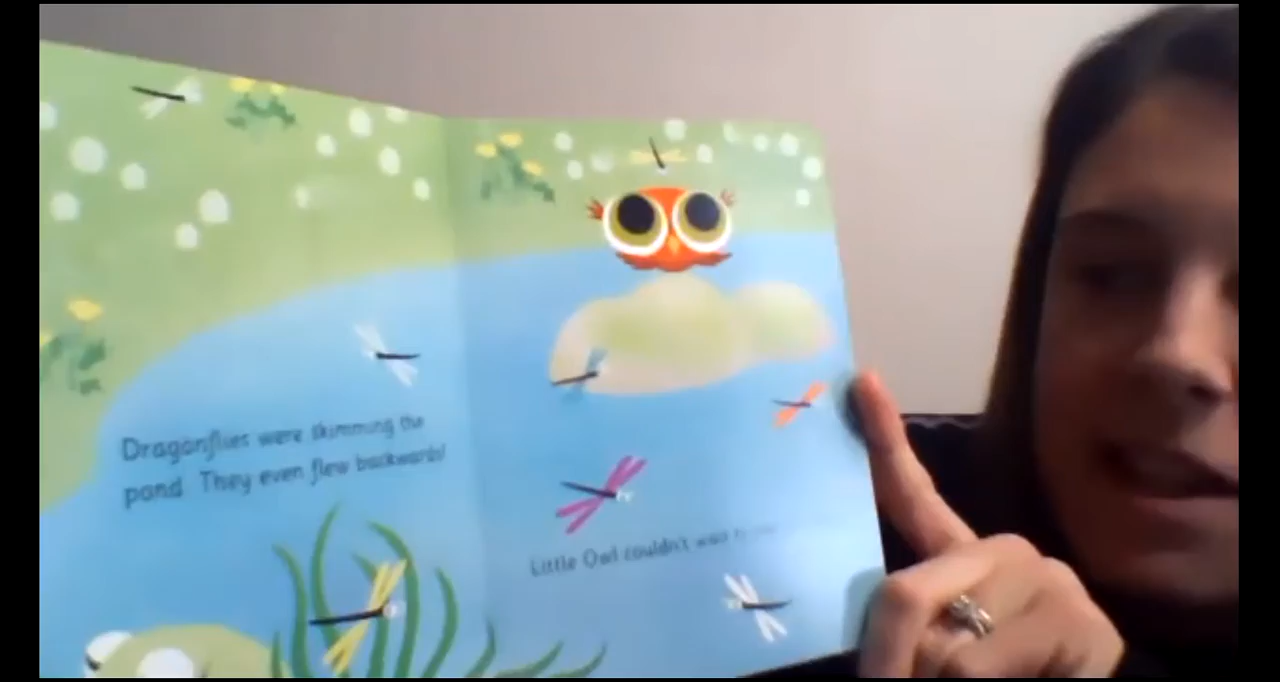 Dragonflies were skimming the
pond. They even flew backwards!
Little Owl couldn't wait to